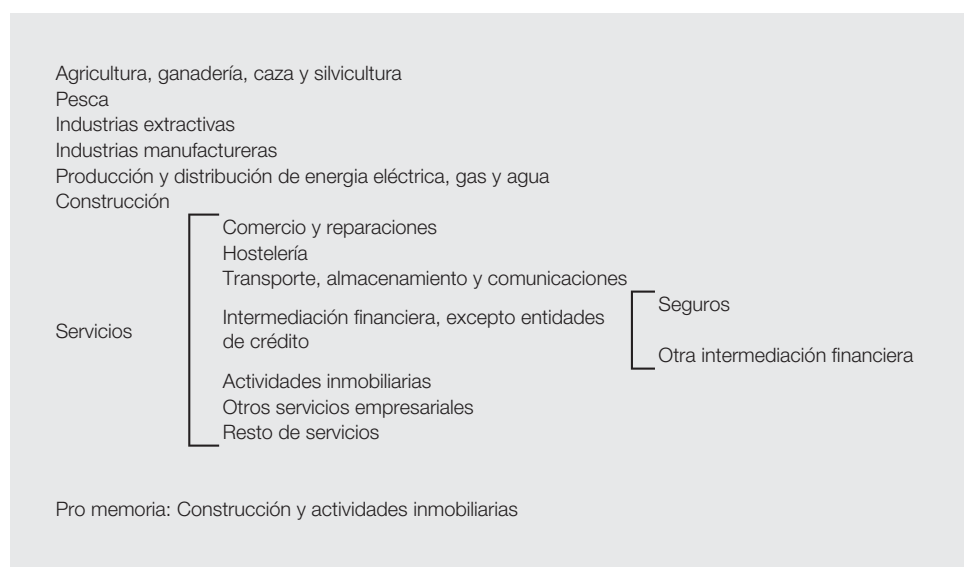 Agricultura, ganadería, caza y silvicultura
Pesca
Industrias extractivas
Industrias manufactureras
Producción y distribución de energia eléctrica, gas y agua
Construcción
Servicios
Comercio y reparaciones
Hostelería
Transporte, almacenamiento y comunicaciones
Intermediación financiera, excepto entidades
de crédito
Seguros
Otra intermediación financiera
Actividades inmobiliarias
Otros servicios empresariales
Resto de servicios
Pro memoria: Construcción y actividades inmobiliarias